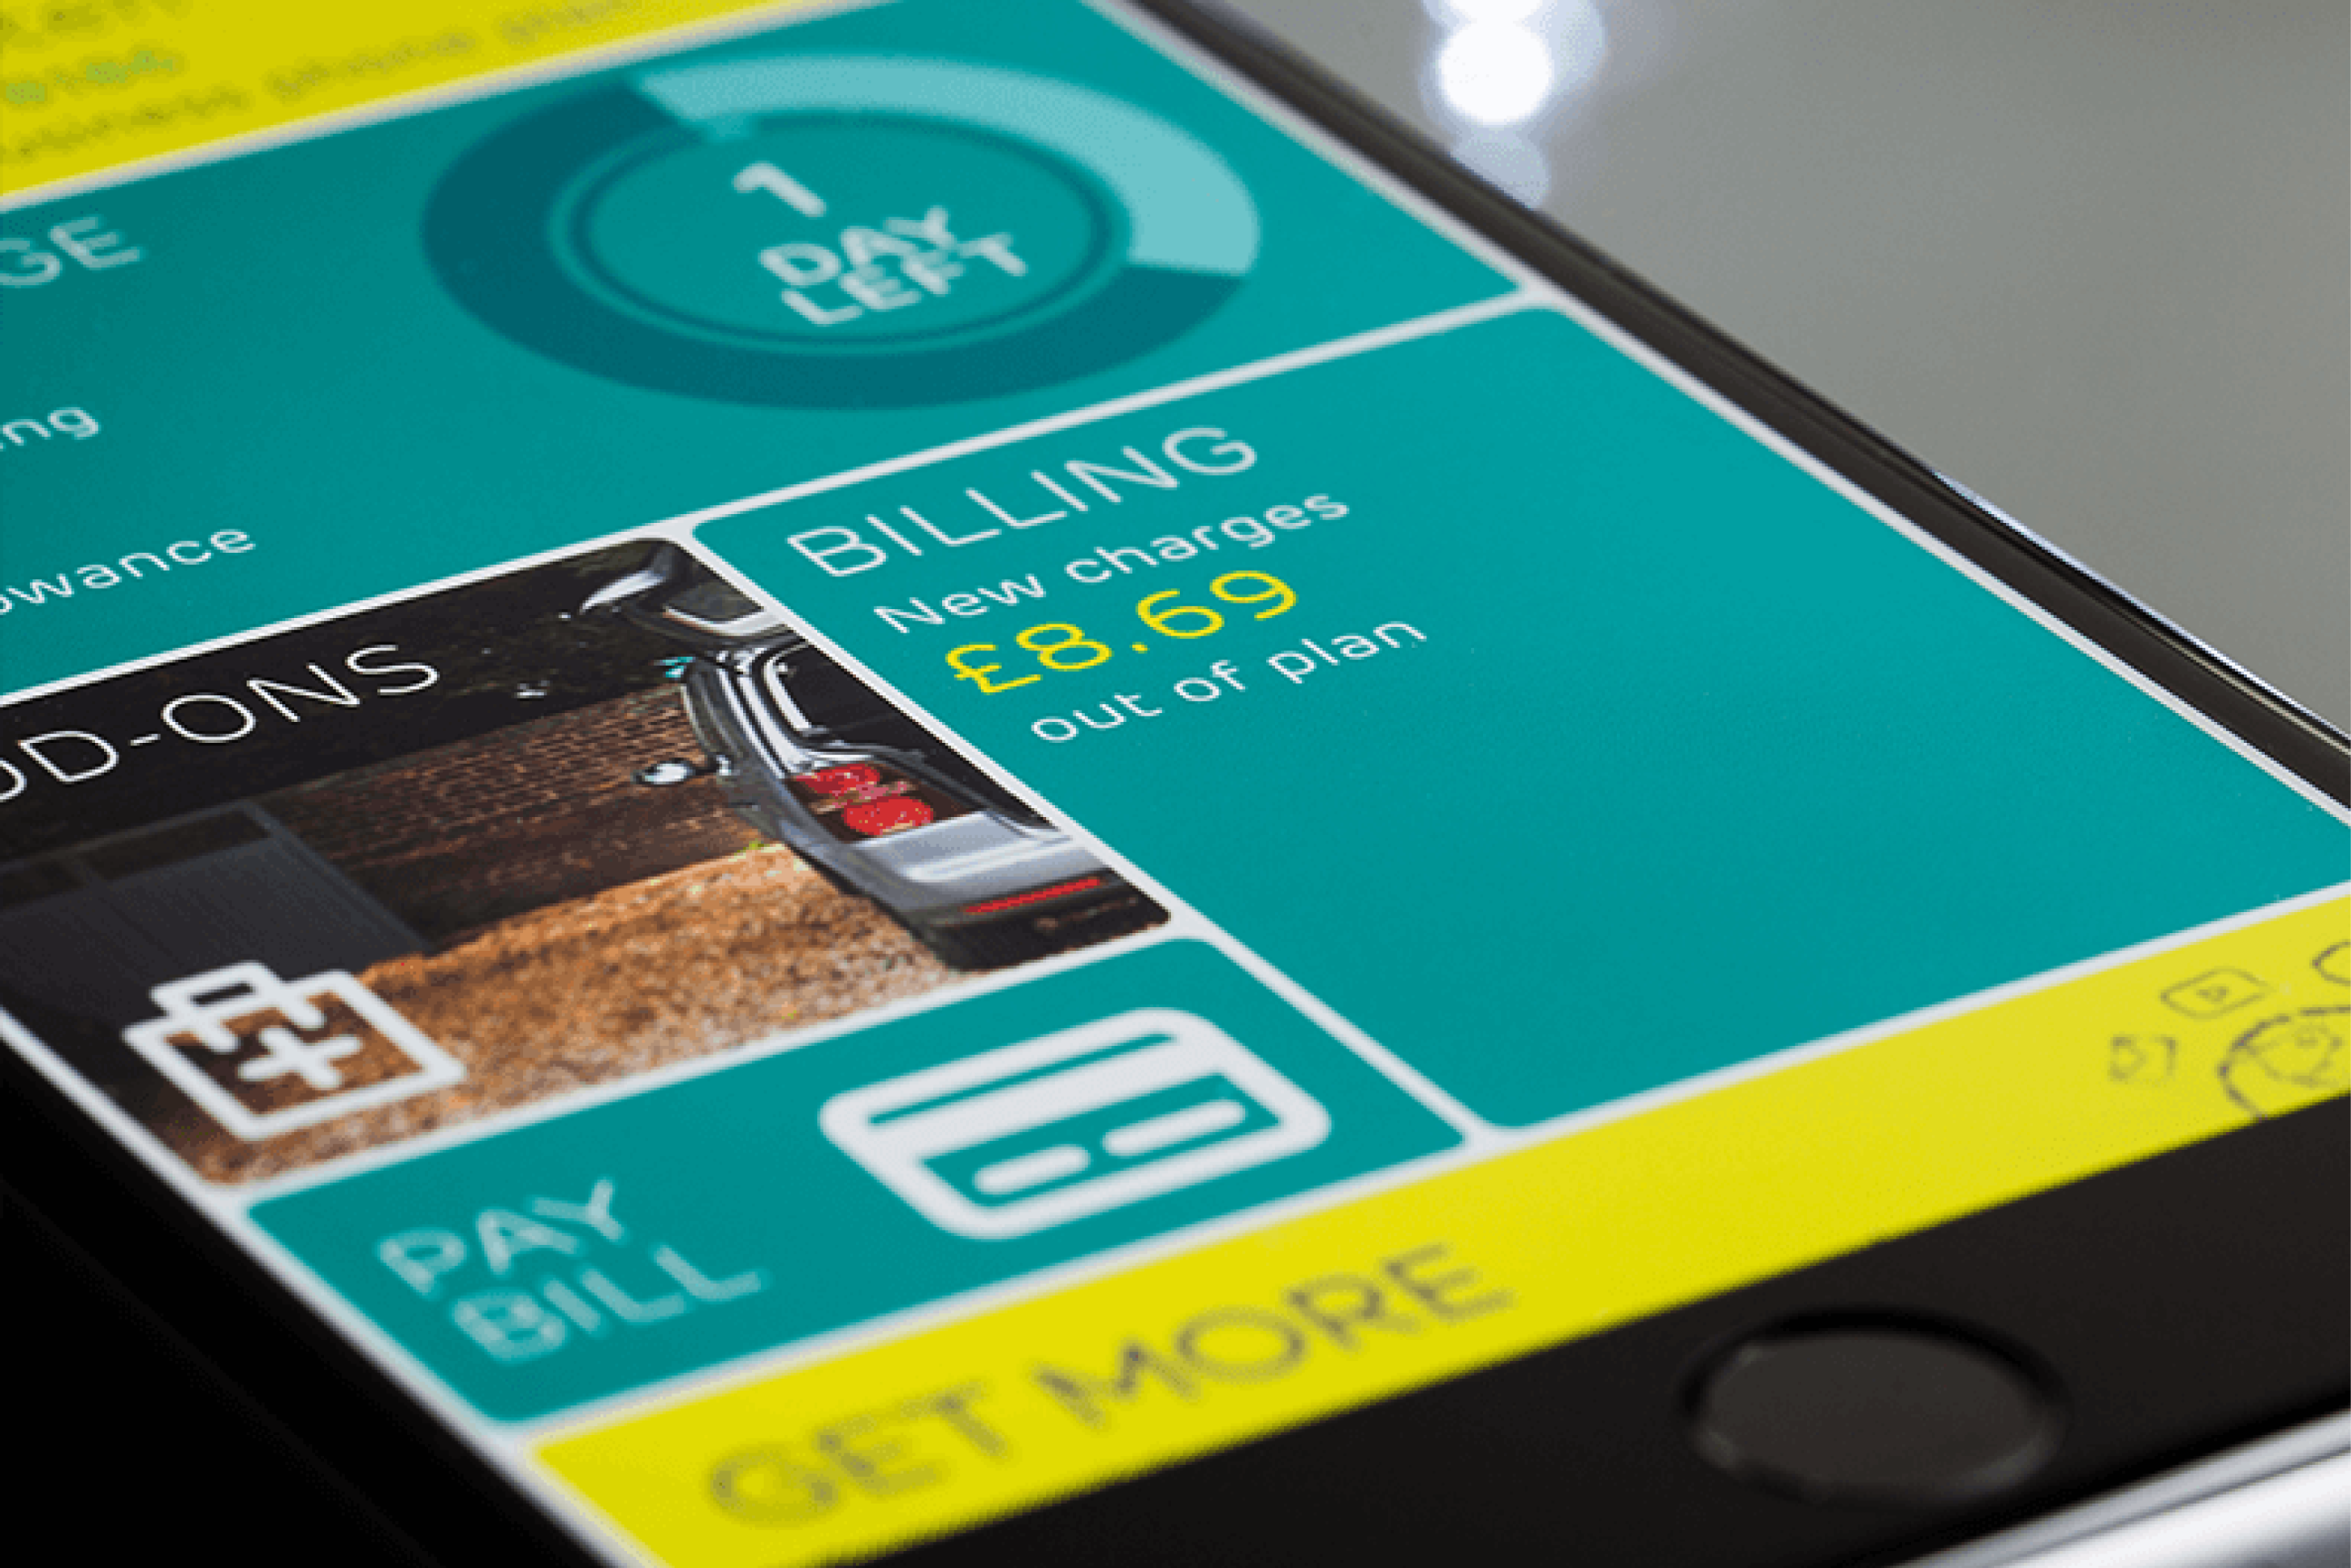 GE
1
DAY
LEFT
ng
owance
DD-ONS
BILLING
New charges
£8.69
out of plan
PAY
BILL
GET MORE